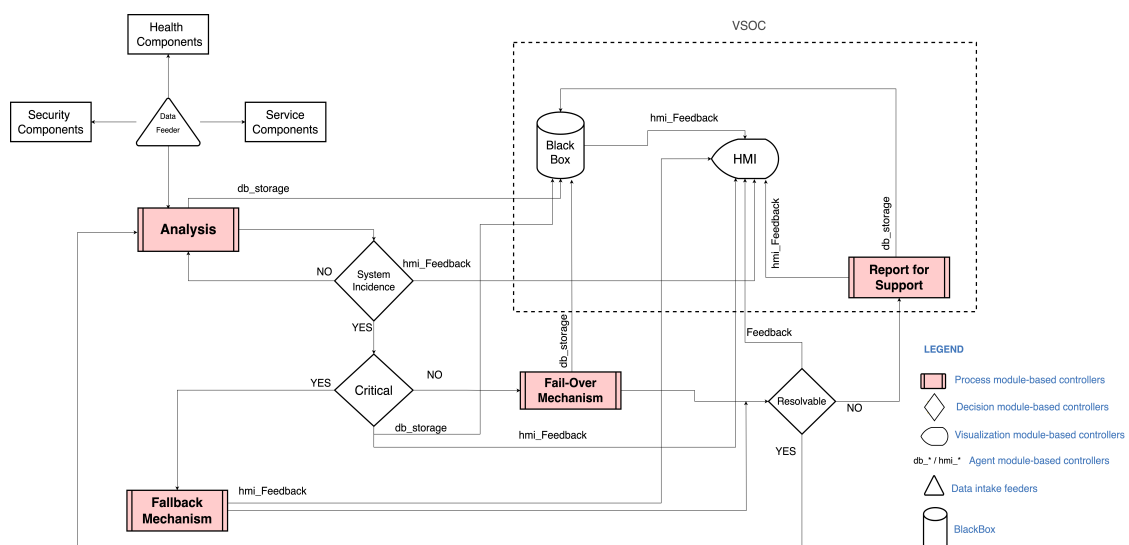 VSOC
Health
Components
Security
Components
Data
Feeder
Service
Components
Black
Box
hmi_Feedback
HMI
db_storage
Analysis
hmi_Feedback
db_storage
Report for
Support
System
Incidence
NO
hmi_Feedback
YES
db_storage
Feedback
LEGEND
Critical
YES
NO
Fail-Over
Mechanism
Resolvable
NO
Process module-based controllers
Decision module-based controllers
db_storage
hmi_Feedback
Visualization module-based controllers
YES
db_* / hmi_*
Agent module-based controllers
Fallback
Mechanism
hmi_Feedback
Data intake feeders
BlackBox